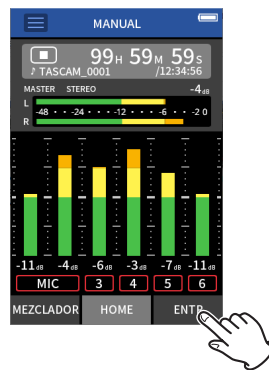 MANUAL
99H 59M 59S
♪ TASCAM_0001 /12:34:56
MASTER STEREO -4dB
L
-48 -24 -12 -6 -2 0
R
-11dB -4dB -6dB -3dB -7dB -11dB
MIC 3 4 5 6
MEZCLADOR HOME ENTR